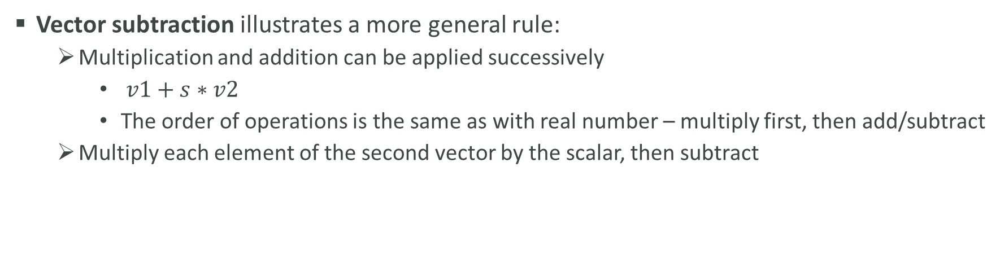 ▪ Vector subtraction illustrates a more general rule:
➢ Multiplication and addition can be applied successively
• v1 + s ∗ v2
• The order of operations is the same as with real number – multiply first, then add/subtract
➢ Multiply each element of the second vector by the scalar, then subtract